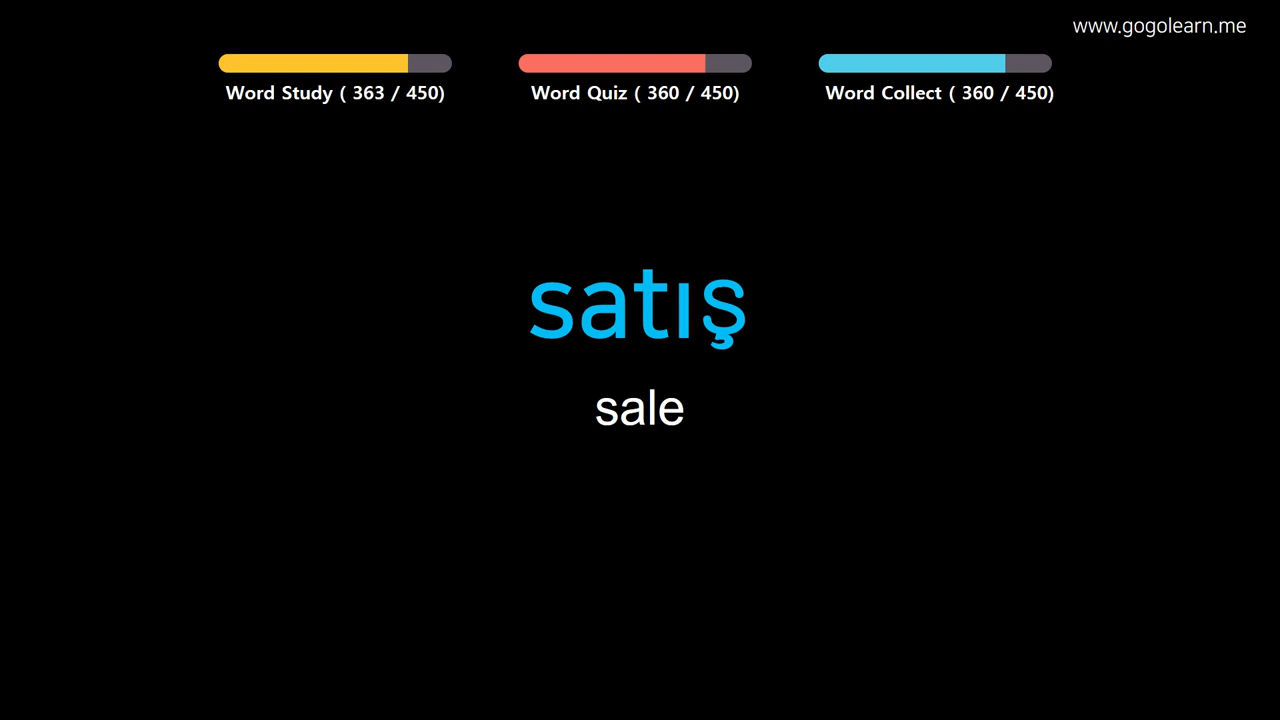 www.gogolearn.me
Word Study ( 363 / 450)
Word Quiz ( 360 / 450)
Word Collect ( 360 / 450)
satış
sale